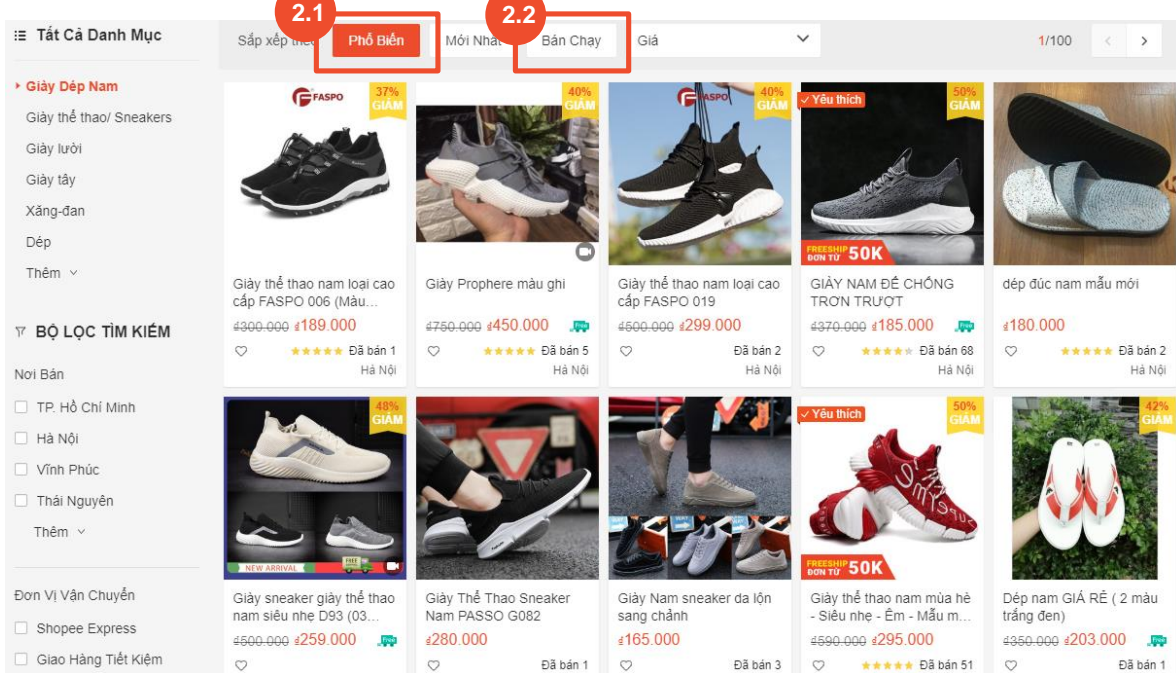 2.1
2.2
Tất Cả Danh Mục
Sắp xếp theo
Phổ Biến
Mới Nhất
Bán Chạy
Giá
1/100
Giày Dép Nam
Giày thể thao/ Sneakers
Giày lười
Giày tây
Xăng-đan
Dép
Thêm
BỘ LỌC TÌM KIẾM
Nơi Bán
TP. Hồ Chí Minh
Hà Nội
Vĩnh Phúc
Thái Nguyên
Thêm
Đơn Vị Vận Chuyển
Shopee Express
Giao Hàng Tiết Kiệm
FASPO
37%
GIẢM
Giày thể thao nam loại cao
cấp FASPO 006 (Màu…
₫300.000 ₫189.000
Đã bán 1
Hà Nội
40%
GIẢM
Giày Prophere màu ghi
₫750.000 ₫450.000
Free
Đã bán 5
Hà Nội
FASPO
40%
GIẢM
Giày thể thao nam loại cao
cấp FASPO 019
₫500.000 ₫299.000
Đã bán 2
Hà Nội
Yêu thích
50%
GIẢM
FREESHIP
ĐƠN TỪ 50K
GIÀY NAM ĐẾ CHỐNG
TRƠN TRƯỢT
₫370.000 ₫185.000
Free
Đã bán 68
Hà Nội
dép đúc nam mẫu mới
₫180.000
Đã bán 2
Hà Nội
48%
GIẢM
NEW ARRIVAL
FREE
Giày sneaker giày thể thao
nam siêu nhẹ D93 (03…
₫500.000 ₫259.000
Free
Giày Thể Thao Sneaker
Nam PASSO G082
₫280.000
Đã bán 1
Giày Nam sneaker da lộn
sang chảnh
₫165.000
Đã bán 3
Yêu thích
50%
GIẢM
FREESHIP
ĐƠN TỪ 50K
Giày thể thao nam mùa hè
- Siêu nhẹ - Êm - Mẫu m…
₫590.000 ₫295.000
Đã bán 51
42%
GIẢM
Dép nam GIÁ RẺ ( 2 màu
trắng đen)
₫350.000 ₫203.000
Free
Đã bán 1